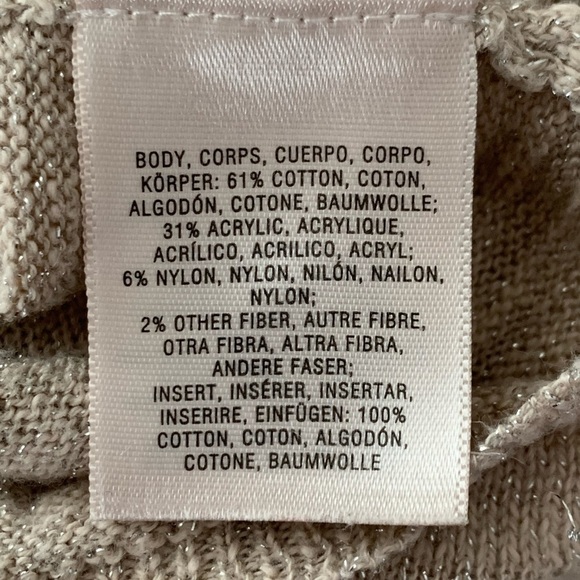 BODY, CORPS, CUERPO, CORPO,
KÖRPER: 61% COTTON, COTON,
ALGODÓN, COTONE, BAUMWOLLE;
31% ACRYLIC, ACRYLIQUE,
ACRÍLICO, ACRILICO, ACRYL;
6% NYLON, NYLON, NILÓN, NAILON,
NYLON;
2% OTHER FIBER, AUTRE FIBRE,
OTRA FIBRA, ALTRA FIBRA,
ANDERE FASER;
INSERT, INSÉRER, INSERTAR,
INSERIRE, EINFÜGEN: 100%
COTTON, COTON, ALGODÓN,
COTONE, BAUMWOLLE